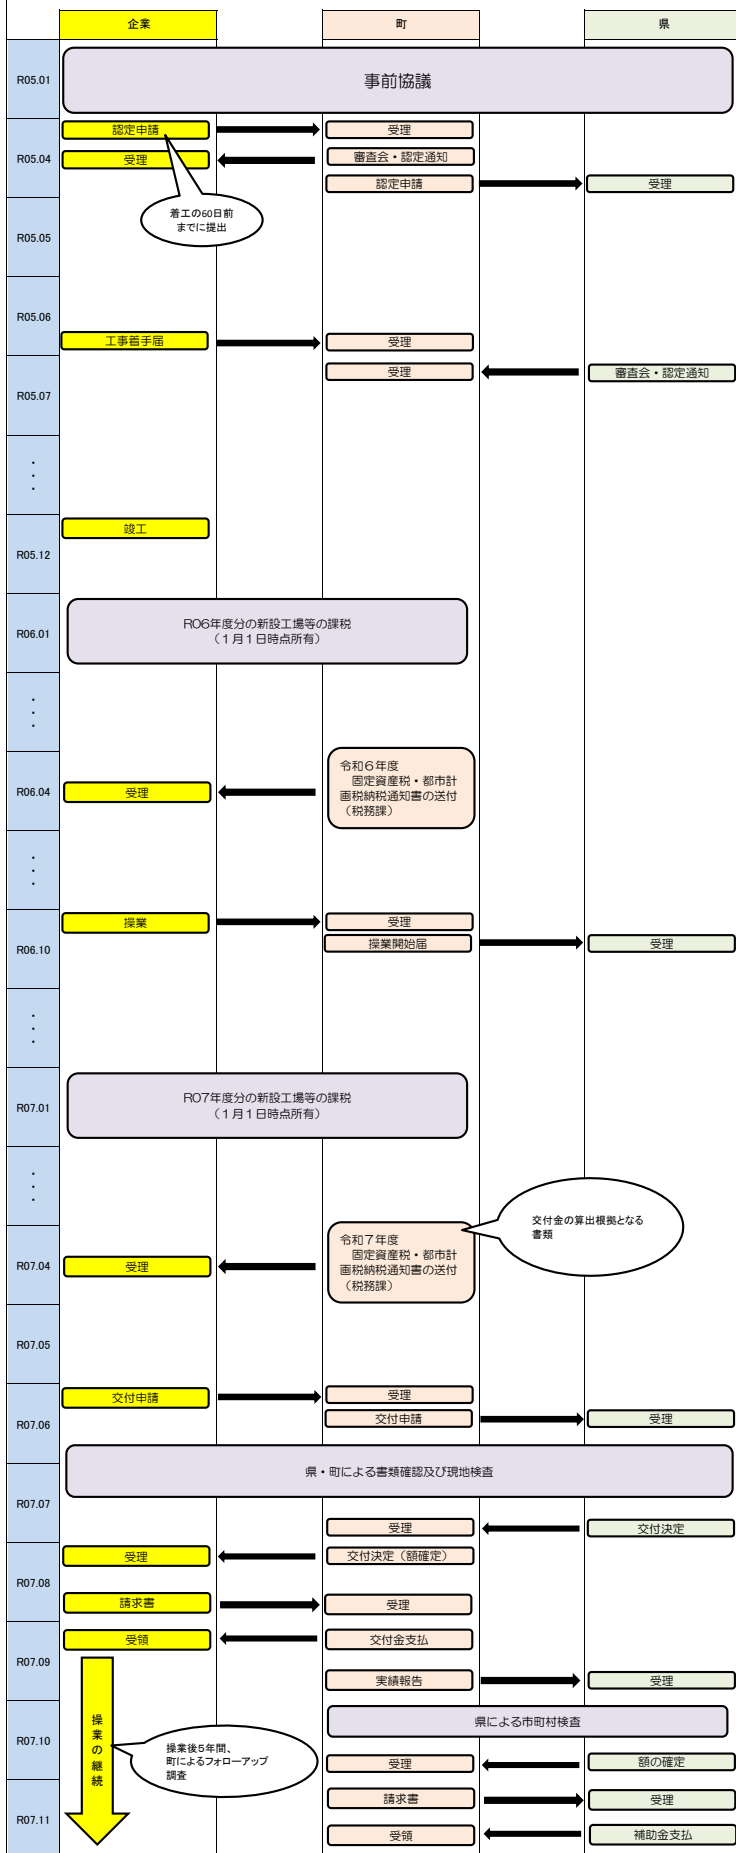 企業
町
県
R05.01
事前協議
認定申請
受理
R05.04
受理
審査会・認定通知
認定申請
受理
着工の60日前
までに提出
R05.05
R05.06
工事着手届
受理
受理
審査会・認定通知
R05.07
・
・
・
竣工
R05.12
R06.01
R06年度分の新設工場等の課税
(1月1日時点所有)
・
・
・
R06.04
受理
令和6年度
固定資産税・都市計
画税納税通知書の送付
(税務課)
・
・
・
操業
受理
R06.10
操業開始届
受理
・
・
・
R07.01
R07年度分の新設工場等の課税
(1月1日時点所有)
・
・
・
交付金の算出根拠となる
書類
R07.04
受理
令和7年度
固定資産税・都市計
画税納税通知書の送付
(税務課)
R07.05
交付申請
受理
R07.06
交付申請
受理
県・町による書類確認及び現地検査
R07.07
受理
交付決定
受理
交付決定(額確定)
R07.08
請求書
受理
受領
交付金支払
R07.09
実績報告
受理
操業の継続
県による市町村検査
R07.10
操業後5年間、
町によるフォローアップ
調査
受理
額の確定
請求書
受理
R07.11
受領
補助金支払